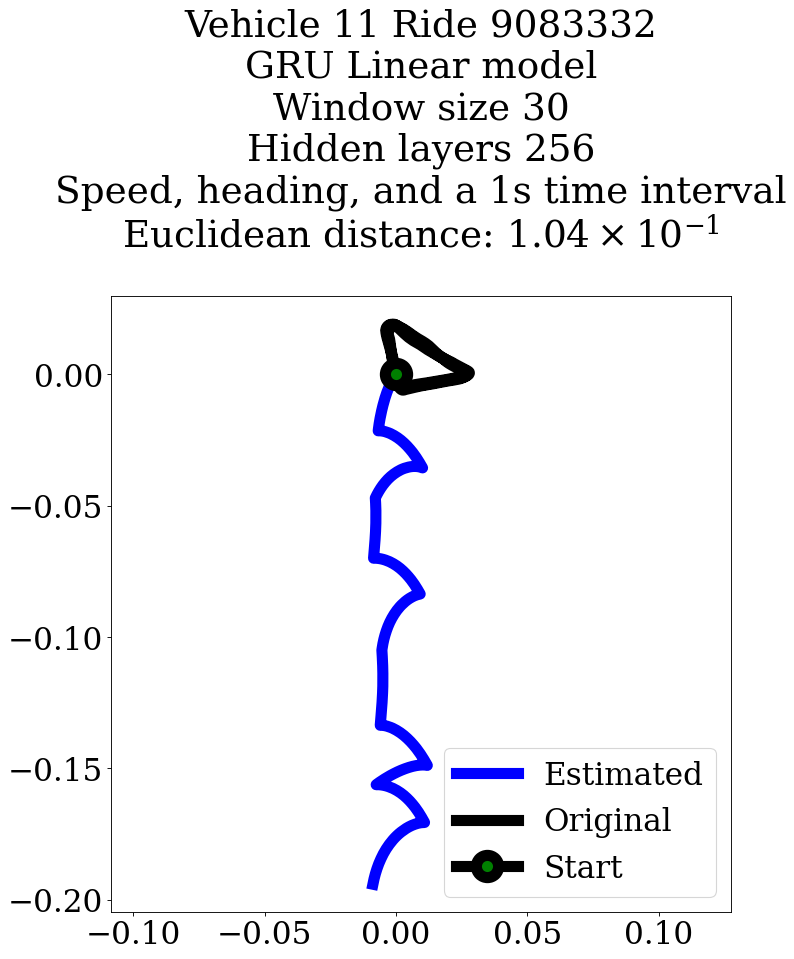 Vehicle 11 Ride 9083332
GRU Linear model
Window size 30
Hidden layers 256
Speed, heading, and a 1s time interval
Euclidean distance: 1.04 × 10⁻¹
0.00
−0.05
−0.10
−0.15
−0.20
−0.10
−0.05
0.00
0.05
0.10
Estimated
Original
Start